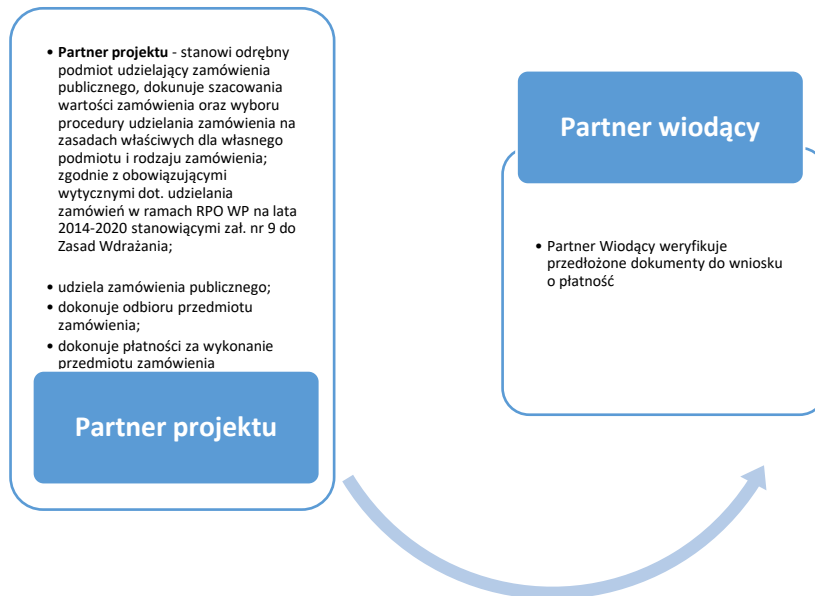 • Partner projektu - stanowi odrębny
podmiot udzielający zamówienia
publicznego, dokunuje szacowania
wartości zamówienia oraz wyboru
procedury udzielania zamówienia na
zasadach właściwych dla własnego
podmiotu i rodzaju zamówienia;
zgodnie z obowiązującymi
wytycznymi dot. udzielania
zamówień w ramach RPO WP na lata
2014-2020 stanowiącymi zał. nr 9 do
Zasad Wdrażania;
• udziela zamówienia publicznego;
• dokonuje odbioru przedmiotu
zamówienia;
• dokonuje płatności za wykonanie
przedmiotu zamówienia
Partner projektu
Partner wiodący
• Partner Wiodący weryfikuje
przedłożone dokumenty do wniosku
o płatność